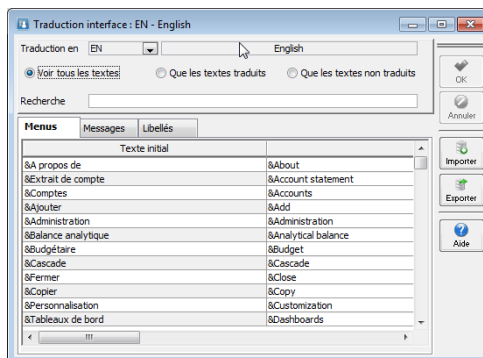 Traduction interface : EN - English
Traduction en EN English
Voir tous les textes Que les textes traduits Que les textes non traduits
Recherche
OK
Annuler
Importer
Exporter
Aide
Menus Messages Libellés
Texte initial
&A propos de &About
&Extrait de compte &Account statement
&Comptes &Accounts
&Ajouter &Add
&Administration &Administration
&Balance analytique &Analytical balance
&Budgétaire &Budget
&Cascade &Cascade
&Fermer &Close
&Copier &Copy
&Personnalisation &Customization
&Tableaux de bord &Dashboards